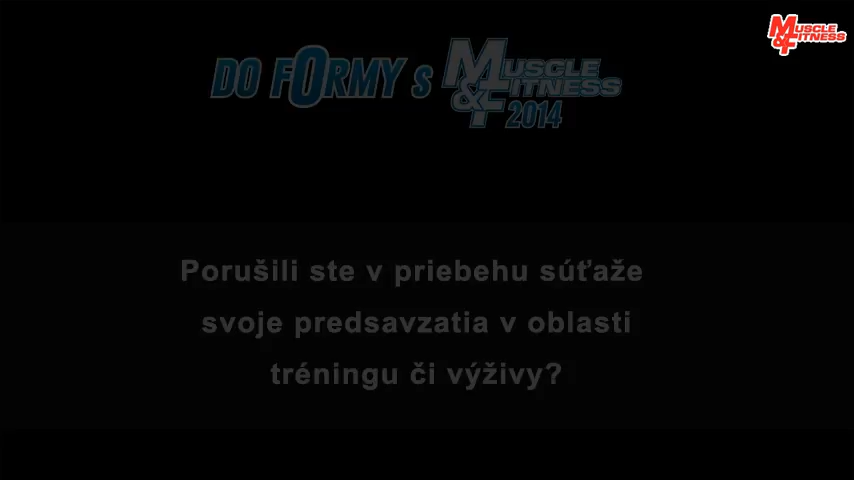 MUSCLE
& FITNESS
DO FORMY S MUSCLE
& FITNESS
2014
Porušili ste v priebehu súťaže
svoje predsavzatia v oblasti
tréningu či výživy?